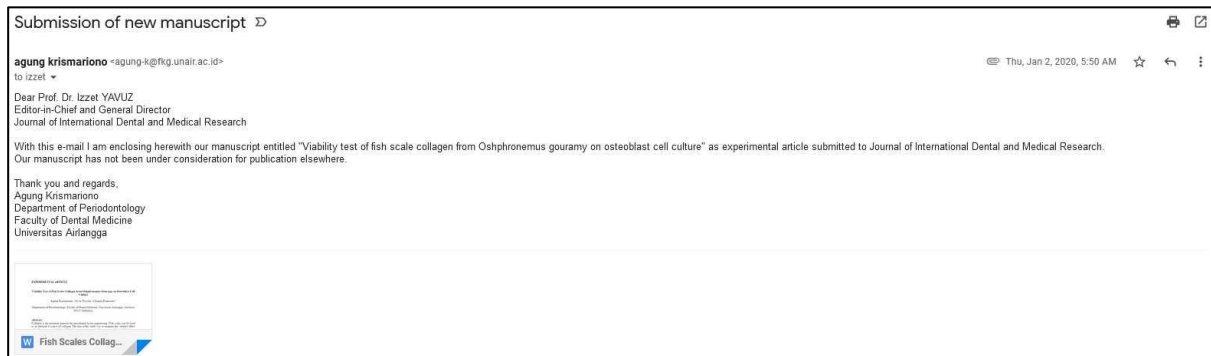 Submission of new manuscript
agung krismariono <agung-k@fkg.unair.ac.id>
Thu, Jan 2, 2020, 5:50 AM
to izzet
Dear Prof. Dr. Izzet YAVUZ
Editor-in-Chief and General Director
Journal of International Dental and Medical Research
With this e-mail I am enclosing herewith our manuscript entitled "Viability test of fish scale collagen from Oshphronemus gouramy on osteoblast cell culture" as experimental article submitted to Journal of International Dental and Medical Research.
Our manuscript has not been under consideration for publication elsewhere.
Thank you and regards,
Agung Krismariono
Department of Periodontology
Faculty of Dental Medicine
Universitas Airlangga
EXPERIMENTAL ARTICLE
W Fish Scales Collag...